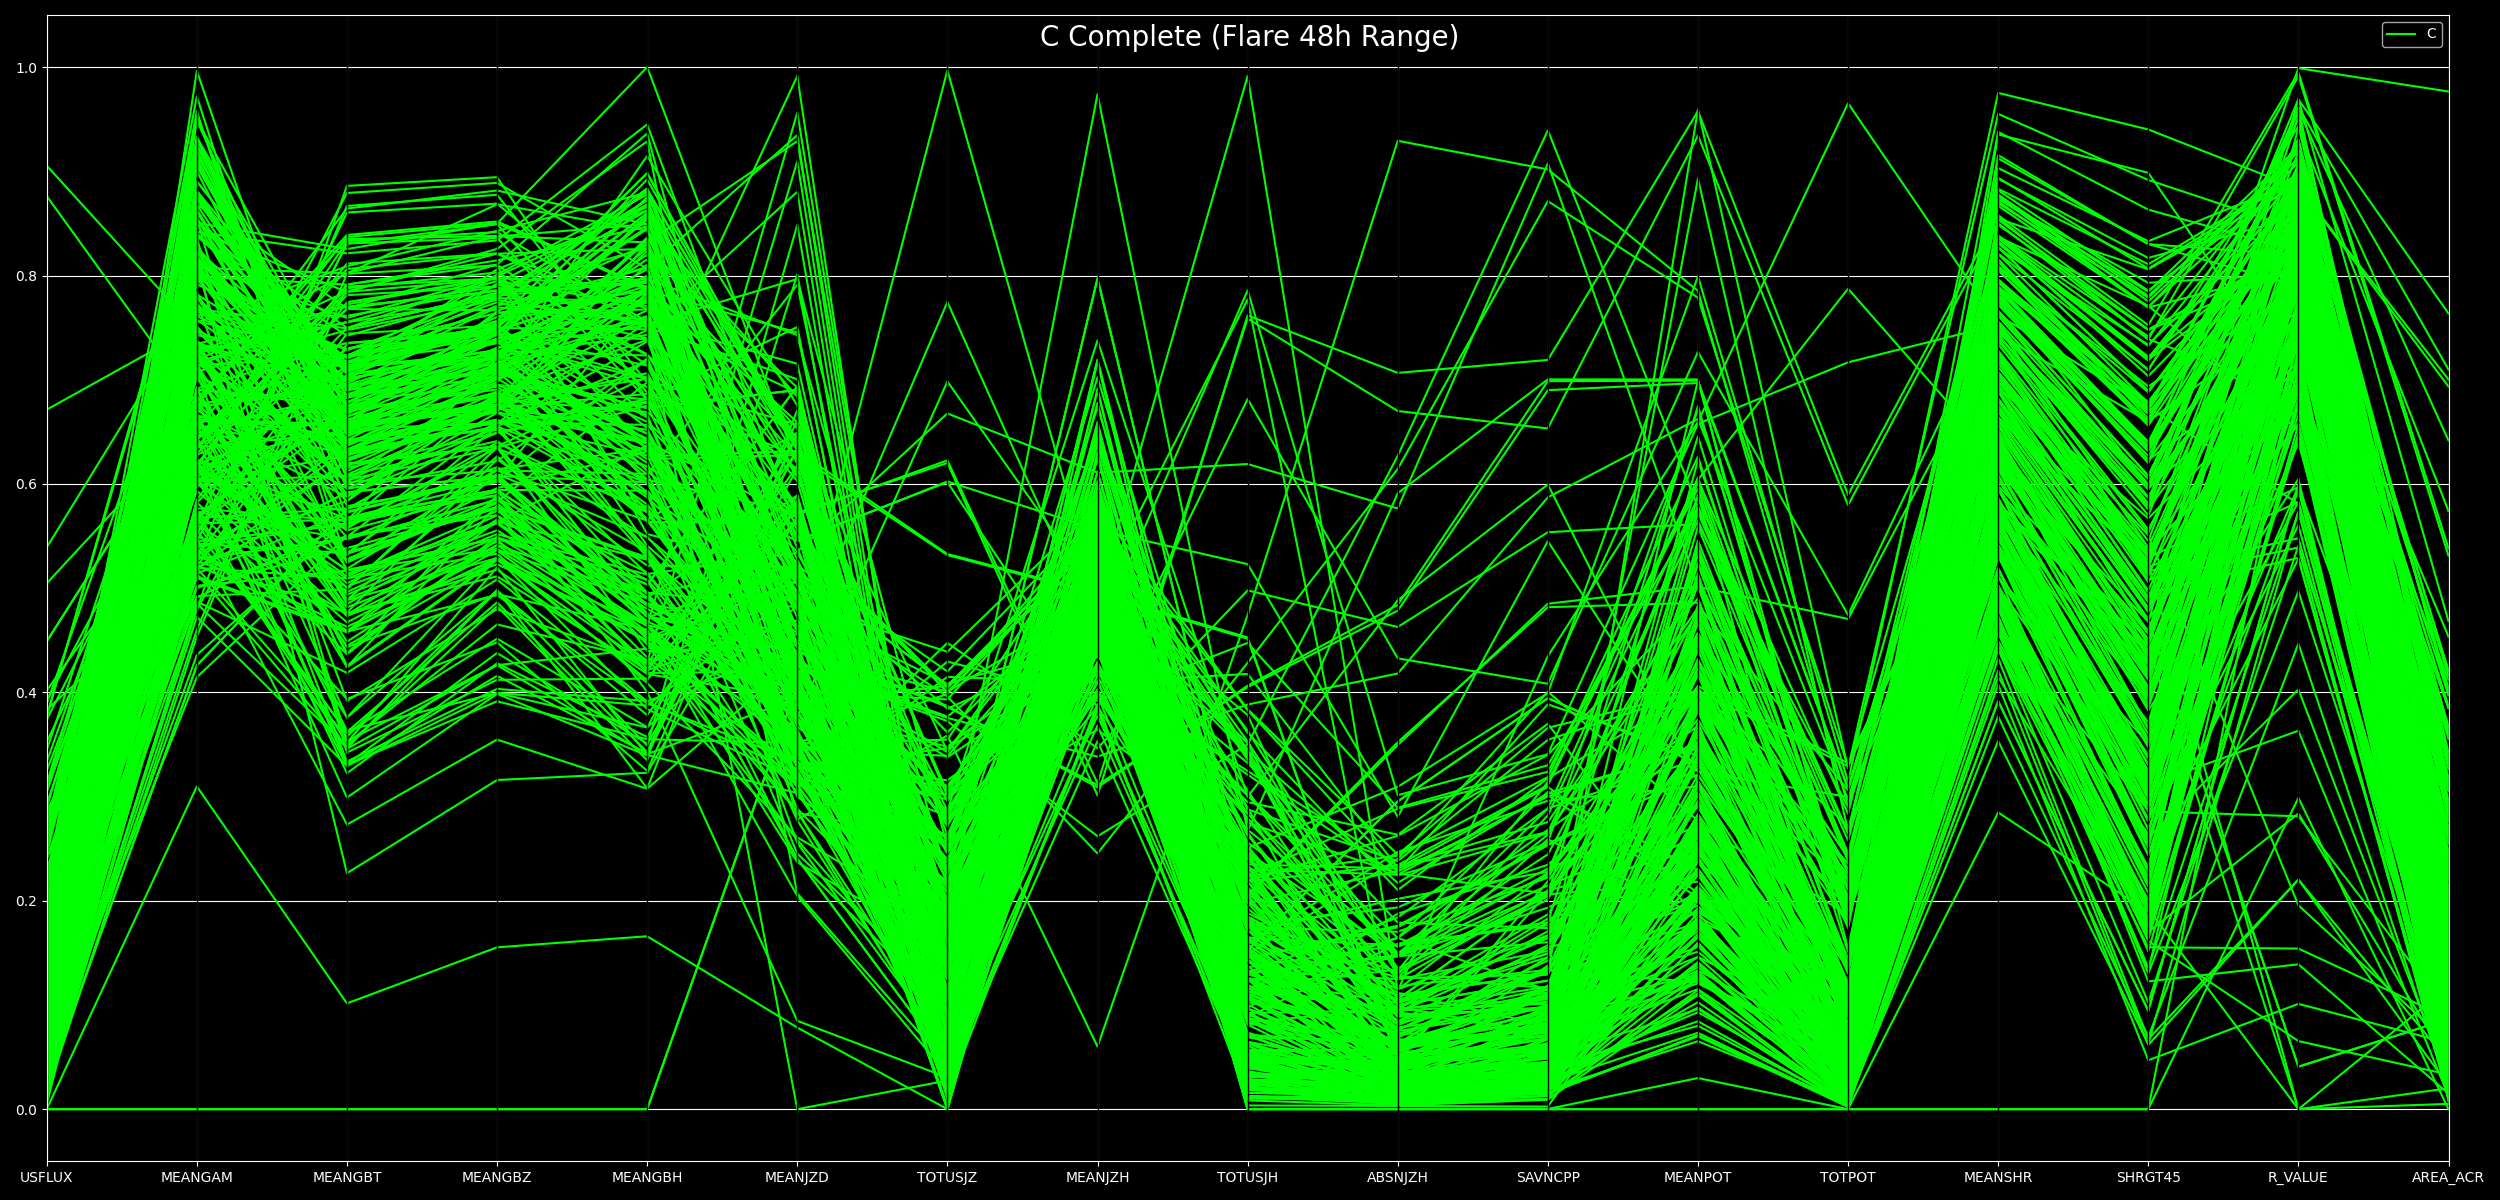 C Complete (Flare 48h Range)
C
1.0
0.8
0.6
0.4
0.2
0.0
USFLUX MEANGAM MEANGBT MEANGBZ MEANGBH MEANJZD TOTUSJZ MEANJZH TOTUSJH ABSNJZH SAVNCPP MEANPOT TOTPOT MEANSHR SHRGT45 R_VALUE AREA_ACR